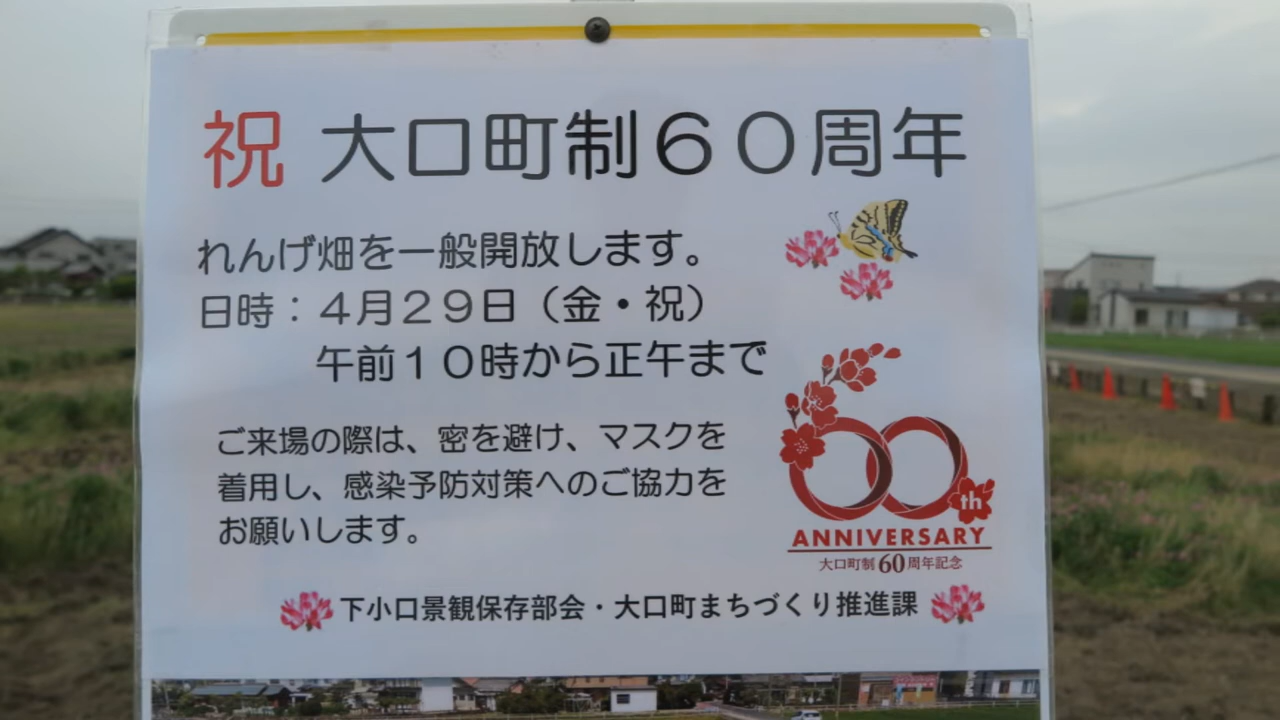 祝 大口町制60周年
れんげ畑を一般開放します。
日時：4月29日（金・祝）
午前10時から正午まで
ご来場の際は、密を避け、マスクを
着用し、感染予防対策へのご協力を
お願いします。
60th
ANNIVERSARY
大口町制60周年記念
下小口景観保存部会・大口町まちづくり推進課